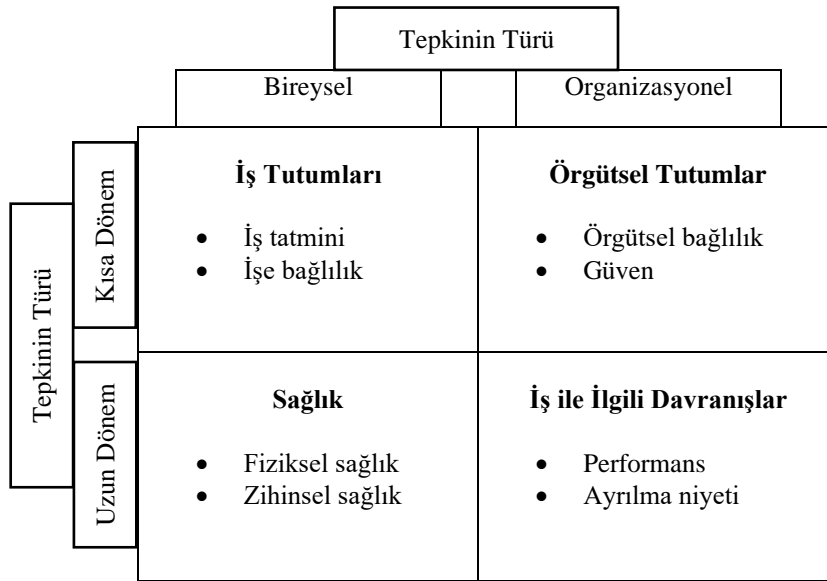 Tepkinin Türü
Bireysel
Organizasyonel
Tepkinin Türü
Kısa Dönem
İş Tutumları
• İş tatmini
• İşe bağlılık
Örgütsel Tutumlar
• Örgütsel bağlılık
• Güven
Uzun Dönem
Sağlık
• Fiziksel sağlık
• Zihinsel sağlık
İş ile İlgili Davranışlar
• Performans
• Ayrılma niyeti